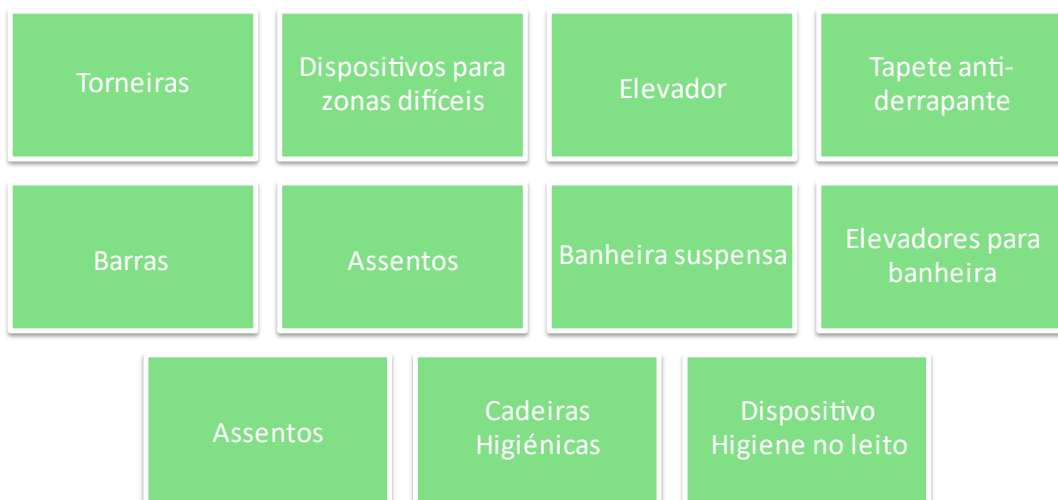 Torneiras
Dispositivos para
zonas difíceis
Elevador
Tapete anti-
derrapante
Barras
Assentos
Banheira suspensa
Elevadores para
banheira
Assentos
Cadeiras
Higiénicas
Dispositivo
Higiene no leito